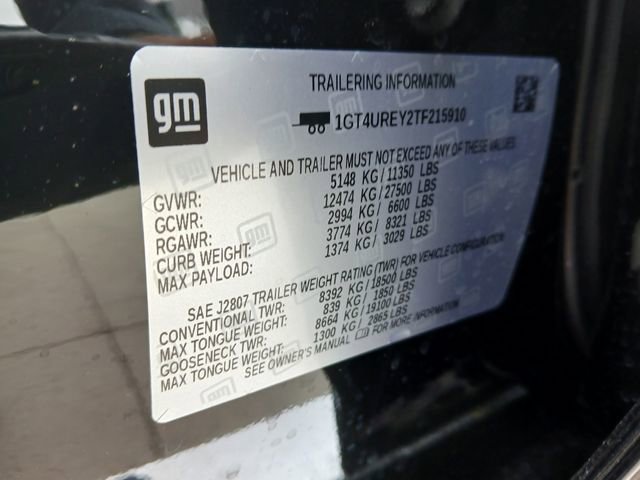 gm
TRAILERING INFORMATION
1GT4UREY2TF215910
VEHICLE AND TRAILER MUST NOT EXCEED ANY OF THESE VALUES
GVWR: 5148 KG/ 11350 LBS
GCWR: 12474 KG/ 27500 LBS
RGAWR: 2994 KG/ 6600 LBS
CURB WEIGHT: 3774 KG/ 8321 LBS
MAX PAYLOAD: 1374 KG/ 3029 LBS
SAE J2807 TRAILER WEIGHT RATING (TWR) FOR VEHICLE CONFIGURATION
CONVENTIONAL TWR: 8392 KG/ 18500 LBS
MAX TONGUE WEIGHT: 839 KG/ 1850 LBS
GOOSENECK TWR: 8664 KG/ 19100 LBS
MAX TONGUE WEIGHT: 1300 KG/ 2865 LBS
SEE OWNER'S MANUAL FOR MORE INFORMATION